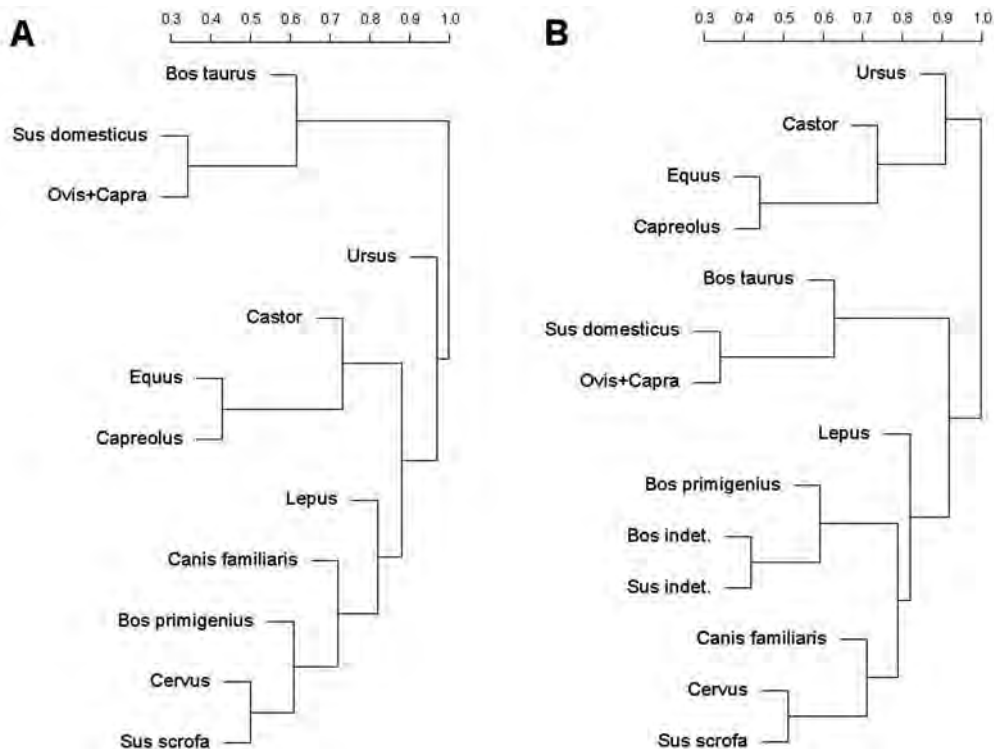 A
0.3 0.4 0.5 0.6 0.7 0.8 0.9 1.0
Bos taurus
Sus domesticus
Ovis+Capra
Ursus
Castor
Equus
Capreolus
Lepus
Canis familiaris
Bos primigenius
Cervus
Sus scrofa
B
0.3 0.4 0.5 0.6 0.7 0.8 0.9 1.0
Ursus
Castor
Equus
Capreolus
Bos taurus
Sus domesticus
Ovis+Capra
Lepus
Bos primigenius
Bos indet.
Sus indet.
Canis familiaris
Cervus
Sus scrofa